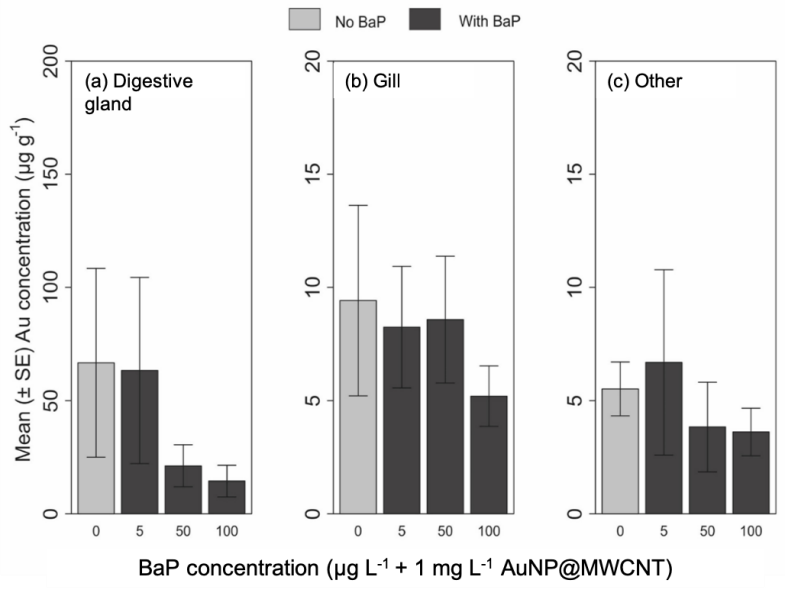 No BaP
With BaP
Mean (± SE) Au concentration (µg g⁻¹)
200
150
100
50
0
(a) Digestive
gland
0 5 50 100
20
15
10
5
0
(b) Gill
0 5 50 100
20
15
10
5
0
(c) Other
0 5 50 100
BaP concentration (µg L⁻¹ + 1 mg L⁻¹ AuNP@MWCNT)